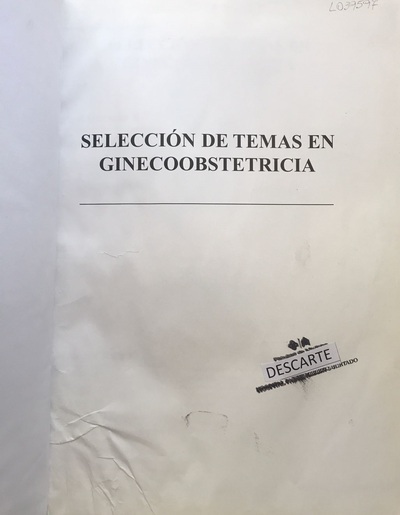 L039597
SELECCIÓN DE TEMAS EN
GINECOOBSTETRICIA
DESCARTE